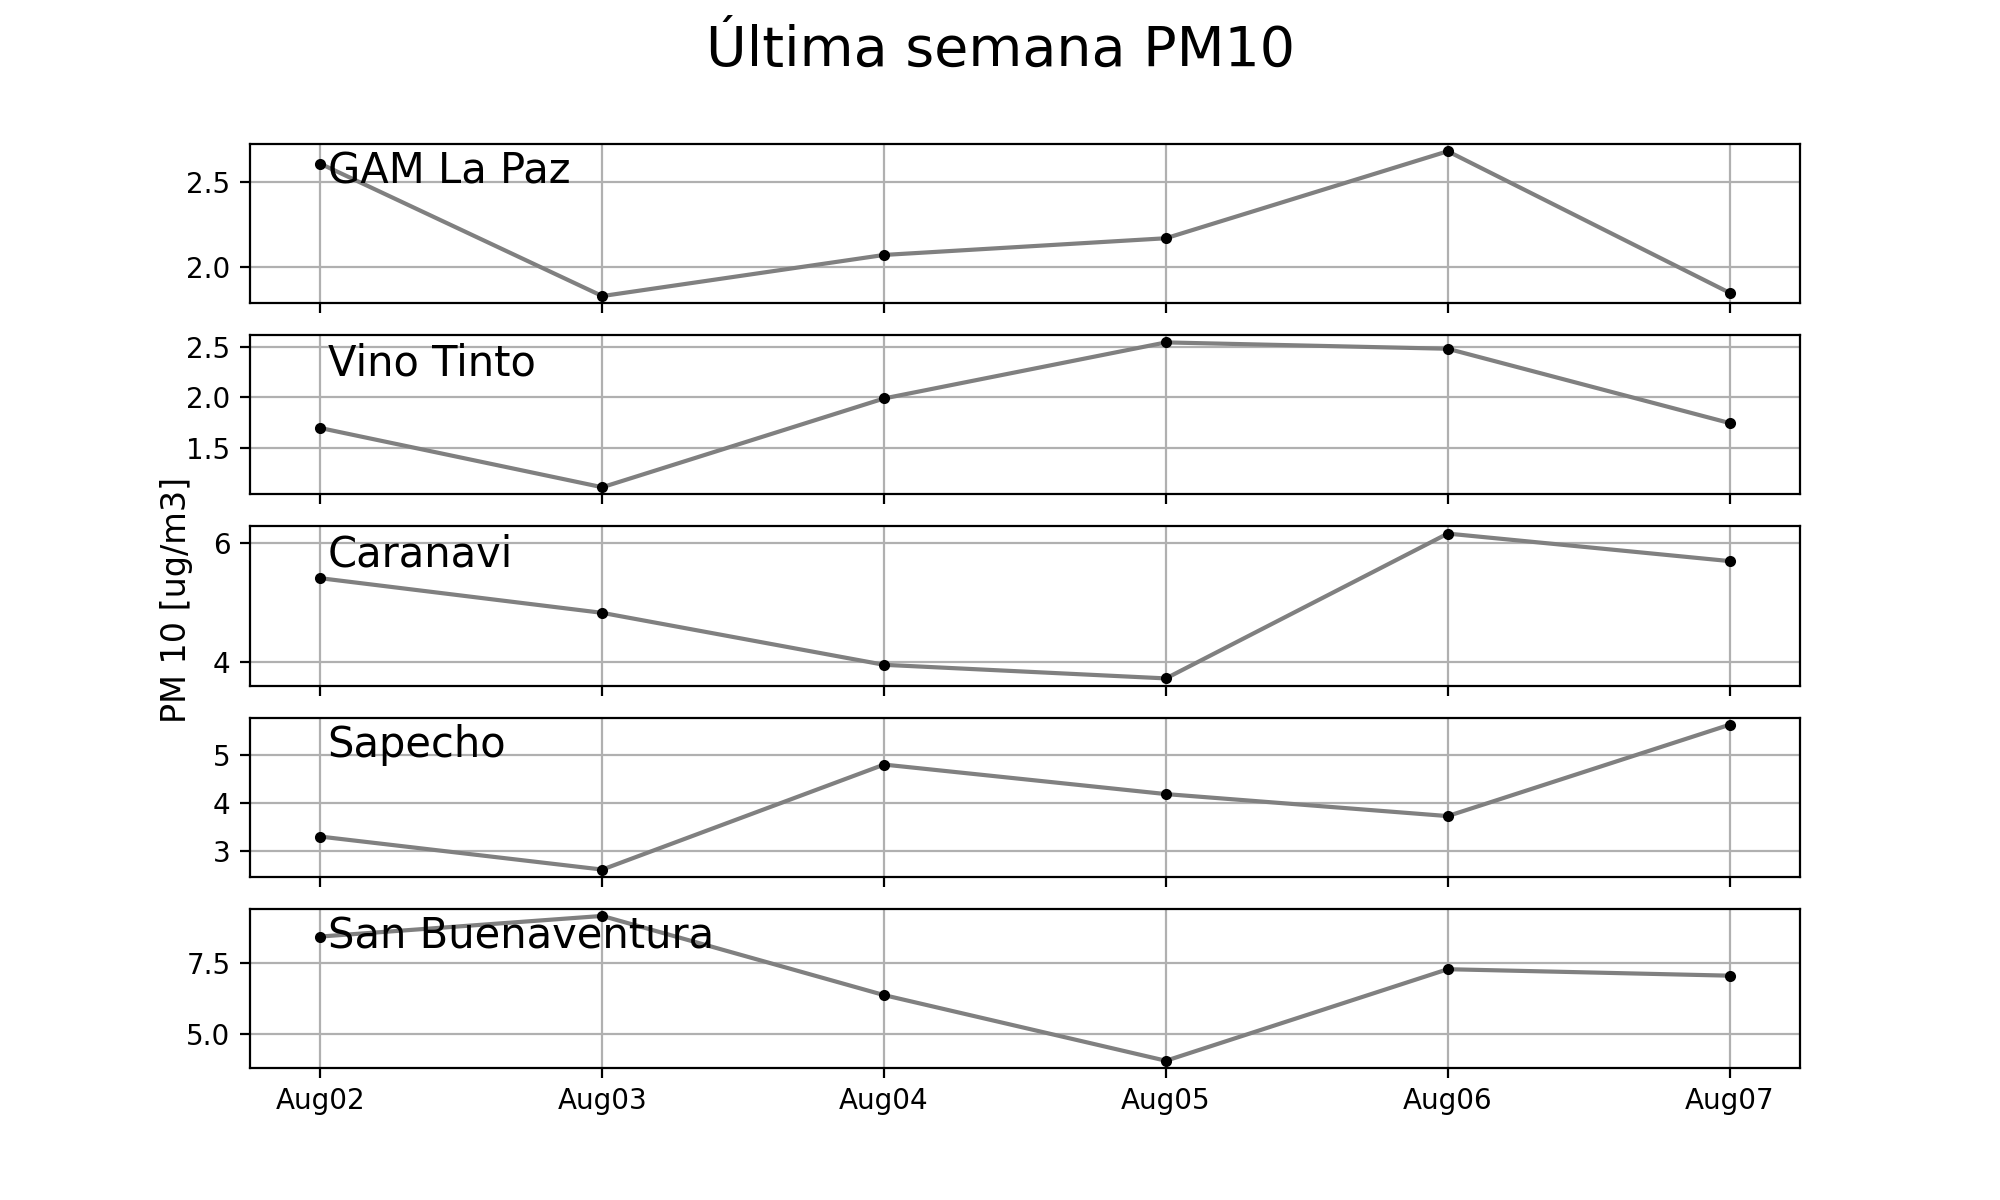 Última semana PM10
GAM La Paz
2.5
2.0
Vino Tinto
2.5
2.0
1.5
PM 10 [ug/m3]
Caranavi
6
4
Sapecho
5
4
3
San Buenaventura
7.5
5.0
Aug02 Aug03 Aug04 Aug05 Aug06 Aug07